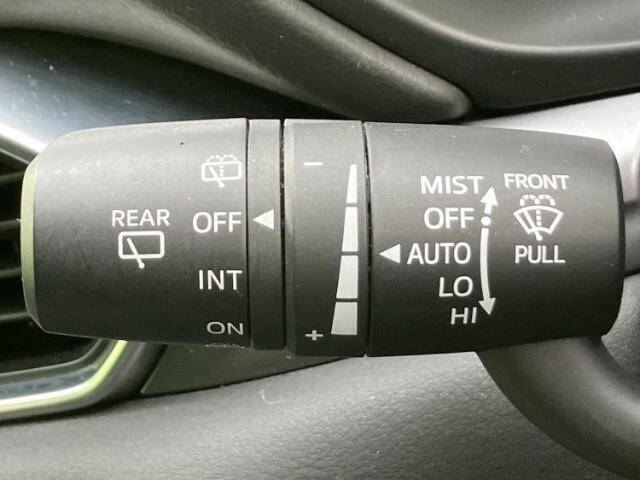 REAR
OFF
INT
ON
−
+
MIST
OFF
AUTO
LO
HI
FRONT
PULL